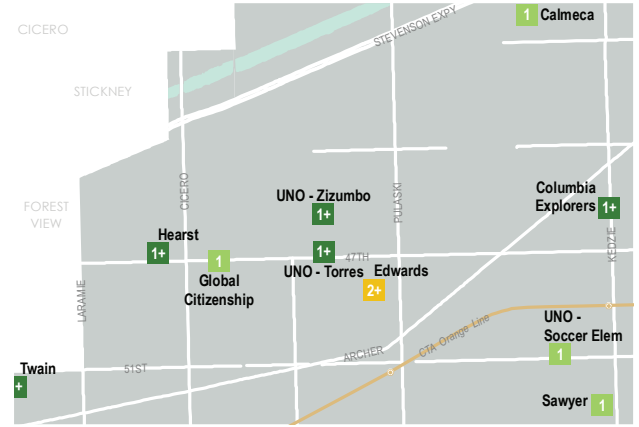 CICERO
1
Calmeca
STEVENSON EXPY
STICKNEY
FOREST
VIEW
CICERO
UNO - Zizumbo
1+
PULASKI
Columbia
Explorers
1+
KEDZIE
Hearst
1+
1
Global
Citizenship
1+
UNO - Torres
47TH
Edwards
2+
LARAMIE
UNO -
Soccer Elem
1
CTA Orange Line
ARCHER
51ST
Twain
+
Sawyer
1